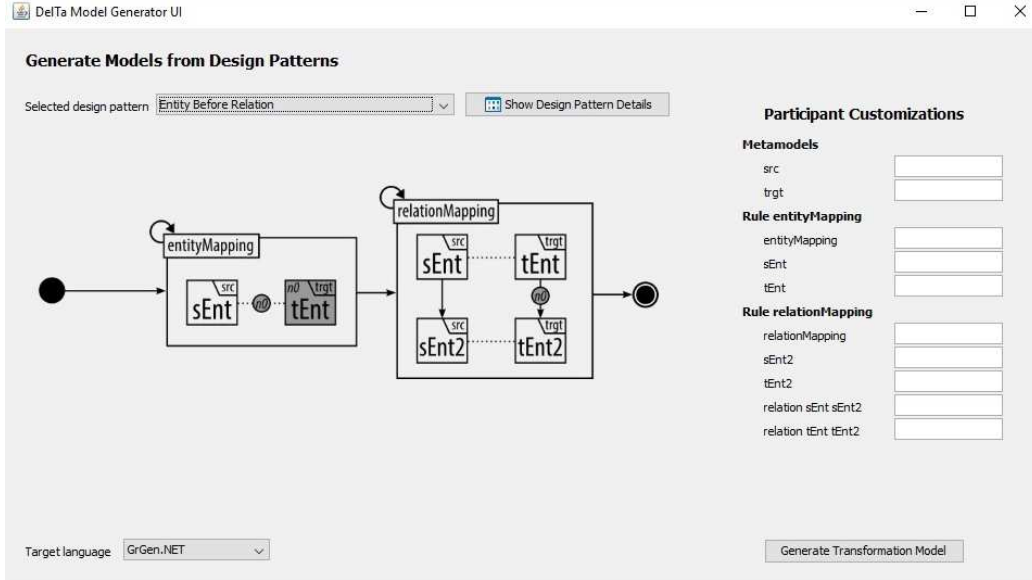 DelTa Model Generator UI
Generate Models from Design Patterns
Selected design pattern Entity Before Relation Show Design Pattern Details
entityMapping
src
sEnt
n0
n0 trgt
tEnt
relationMapping
src
sEnt
trgt
tEnt
n0
src
sEnt2
trgt
tEnt2
Participant Customizations
Metamodels
src
trgt
Rule entityMapping
entityMapping
sEnt
tEnt
Rule relationMapping
relationMapping
sEnt2
tEnt2
relation sEnt sEnt2
relation tEnt tEnt2
Target language GrGen.NET
Generate Transformation Model